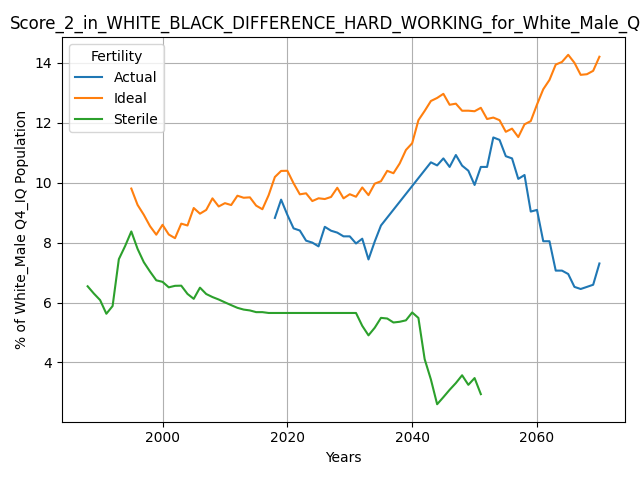 Score_2_in_WHITE_BLACK_DIFFERENCE_HARD_WORKING_for_White_Male_Q
Fertility
Actual
Ideal
Sterile
% of White_Male Q4_IQ Population
14
12
10
8
6
4
2000 2020 2040 2060
Years